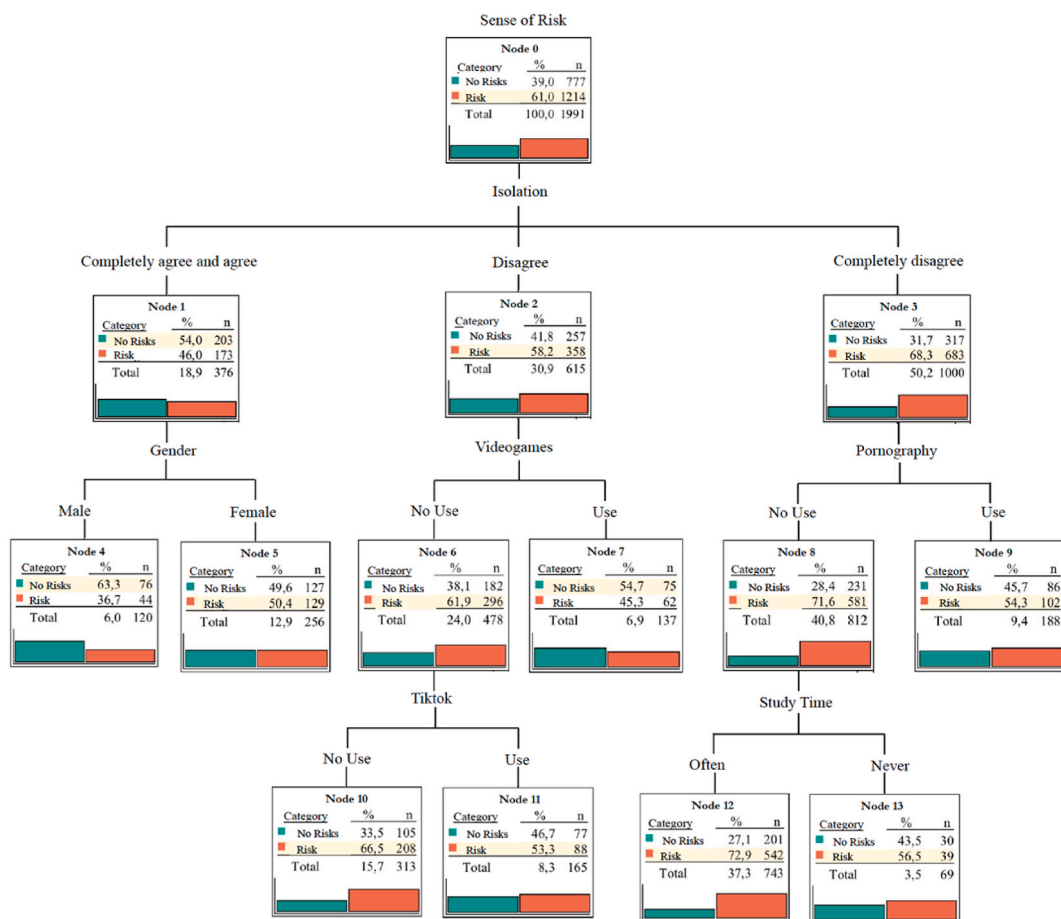 Sense of Risk
Node 0
Category % n
No Risks 39,0 777
Risk 61,0 1214
Total 100,0 1991
Isolation
Completely agree and agree
Disagree
Completely disagree
Node 1
Category % n
No Risks 54,0 203
Risk 46,0 173
Total 18,9 376
Node 2
Category % n
No Risks 41,8 257
Risk 58,2 358
Total 30,9 615
Node 3
Category % n
No Risks 31,7 317
Risk 68,3 683
Total 50,2 1000
Gender
Videogames
Pornography
Male
Female
No Use
Use
No Use
Use
Node 4
Category % n
No Risks 63,3 76
Risk 36,7 44
Total 6,0 120
Node 5
Category % n
No Risks 49,6 127
Risk 50,4 129
Total 12,9 256
Node 6
Category % n
No Risks 38,1 182
Risk 61,9 296
Total 24,0 478
Node 7
Category % n
No Risks 54,7 75
Risk 45,3 62
Total 6,9 137
Node 8
Category % n
No Risks 28,4 231
Risk 71,6 581
Total 40,8 812
Node 9
Category % n
No Risks 45,7 86
Risk 54,3 102
Total 9,4 188
Tiktok
Study Time
No Use
Use
Often
Never
Node 10
Category % n
No Risks 33,5 105
Risk 66,5 208
Total 15,7 313
Node 11
Category % n
No Risks 46,7 77
Risk 53,3 88
Total 8,3 165
Node 12
Category % n
No Risks 27,1 201
Risk 72,9 542
Total 37,3 743
Node 13
Category % n
No Risks 43,5 30
Risk 56,5 39
Total 3,5 69